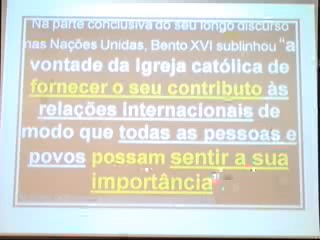 Na parte conclusiva do seu longo discurso
nas Nações Unidas, Bento XVI sublinhou "a
vontade da Igreja católica de
fornecer o seu contributo às
relações internacionais de
modo que todas as pessoas e
povos possam sentir a sua
importância"